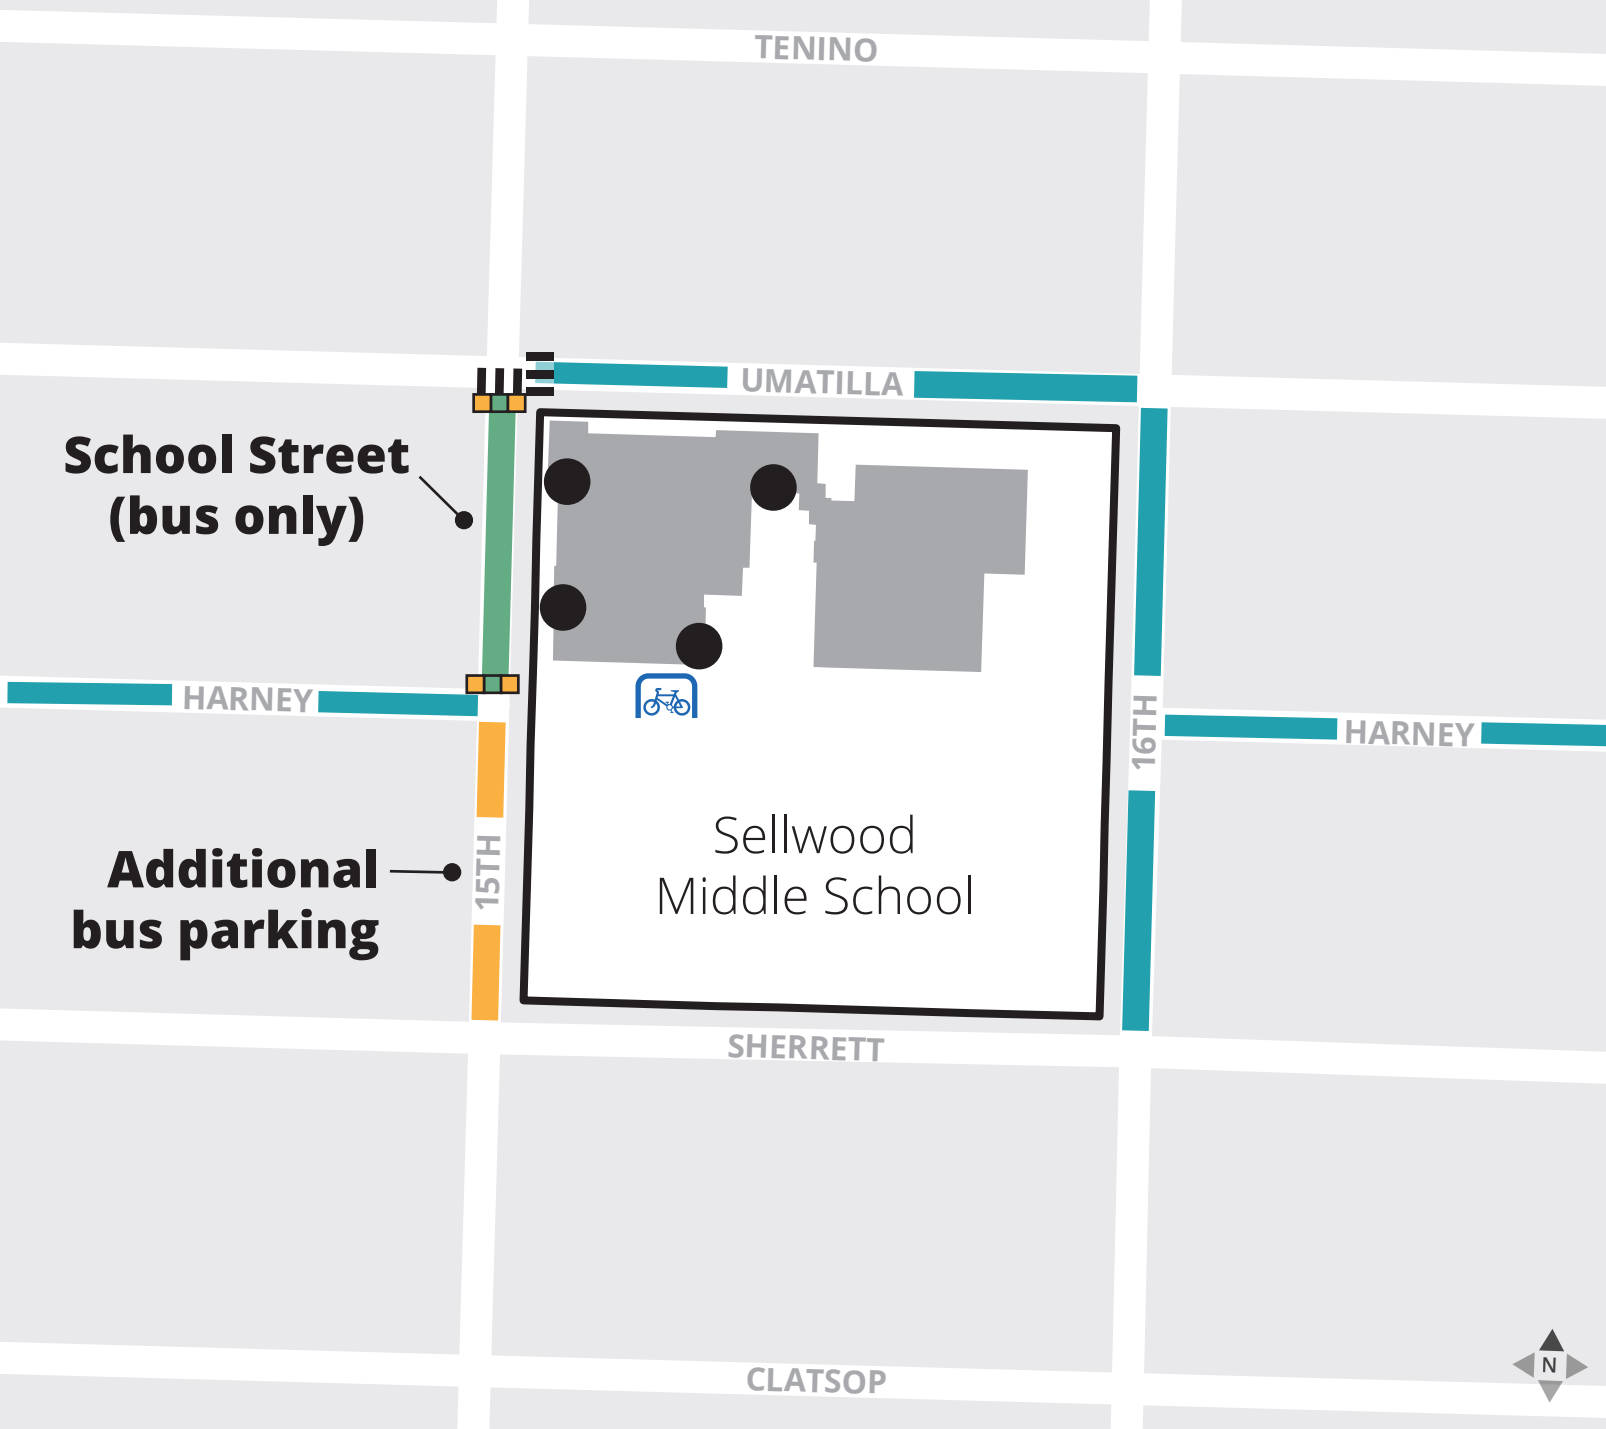 TENINO
UMATILLA
School Street
(bus only)
HARNEY
16TH
HARNEY
Sellwood
Middle School
Additional
bus parking
15TH
SHERRETT
CLATSOP
N